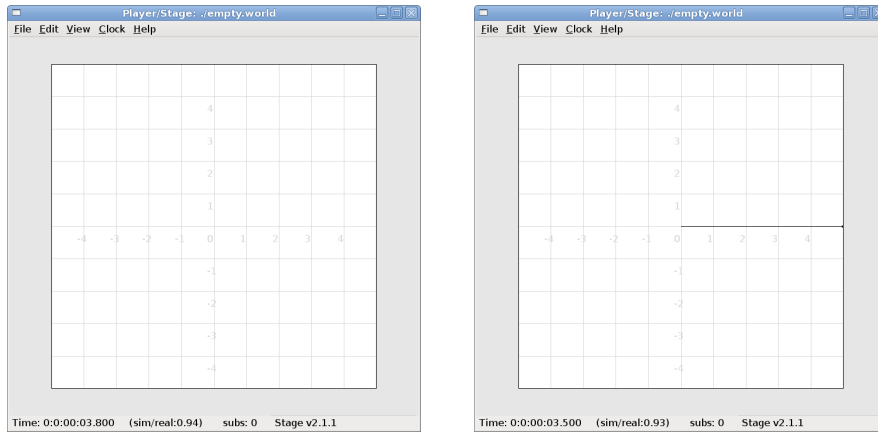 Player/Stage: ./empty.world
File Edit View Clock Help
4
3
2
1
-4 -3 -2 -1 0 1 2 3 4
-1
-2
-3
-4
Time: 0:0:00:03.800 (sim/real:0.94) subs: 0 Stage v2.1.1
Player/Stage: ./empty.world
File Edit View Clock Help
4
3
2
1
-4 -3 -2 -1 0 1 2 3 4
-1
-2
-3
-4
Time: 0:0:00:03.500 (sim/real:0.93) subs: 0 Stage v2.1.1